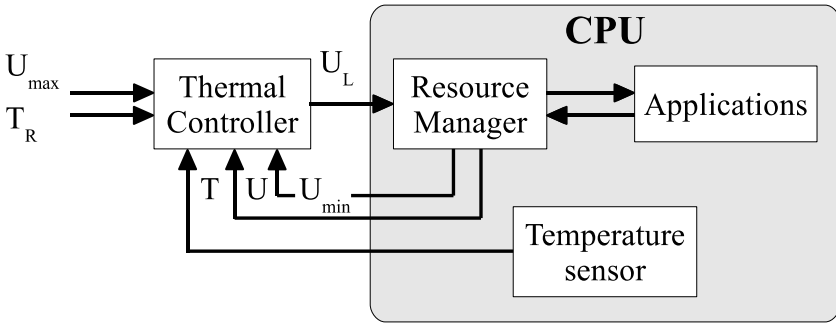 CPU
U_max
T_R
Thermal
Controller
U_L
Resource
Manager
Applications
T U U_min
Temperature
sensor